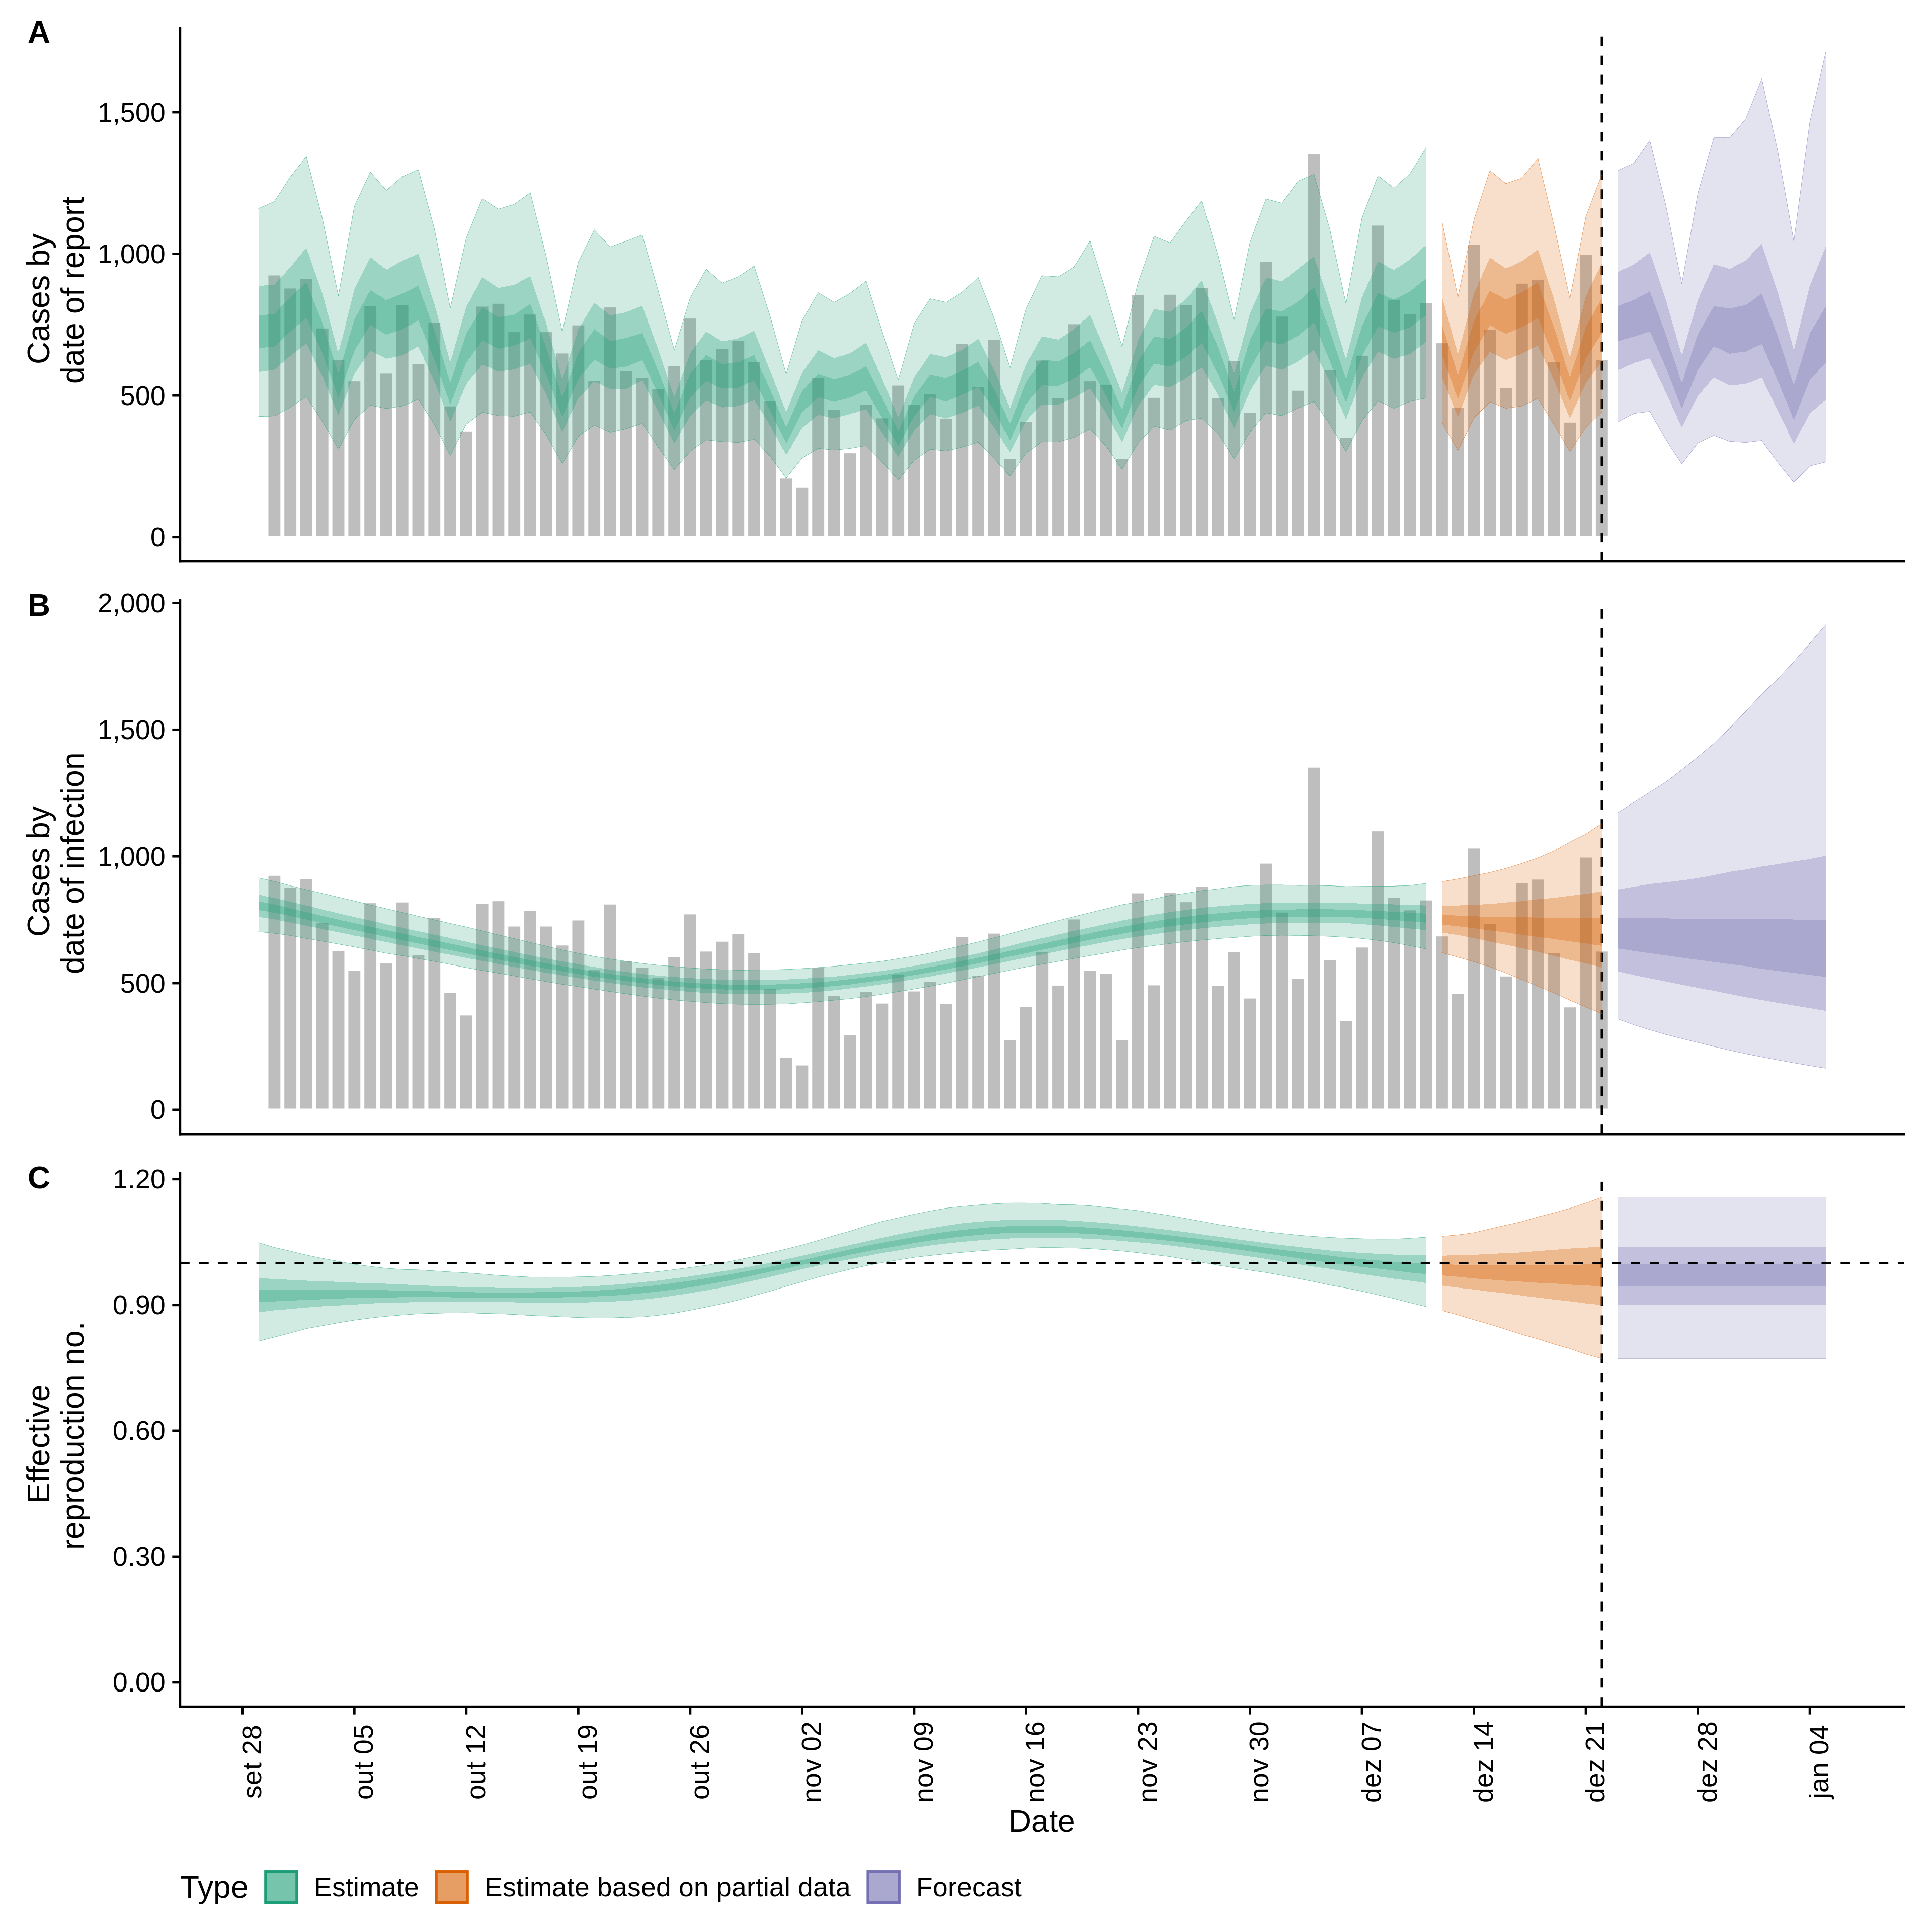 A
1,500
1,000
500
0
Cases by
date of report
B
2,000
1,500
1,000
500
0
Cases by
date of infection
C
1.20
0.90
0.60
0.30
0.00
Effective
reproduction no.
set 28
out 05
out 12
out 19
out 26
nov 02
nov 09
nov 16
nov 23
nov 30
dez 07
dez 14
dez 21
dez 28
jan 04
Date
Type Estimate Estimate based on partial data Forecast